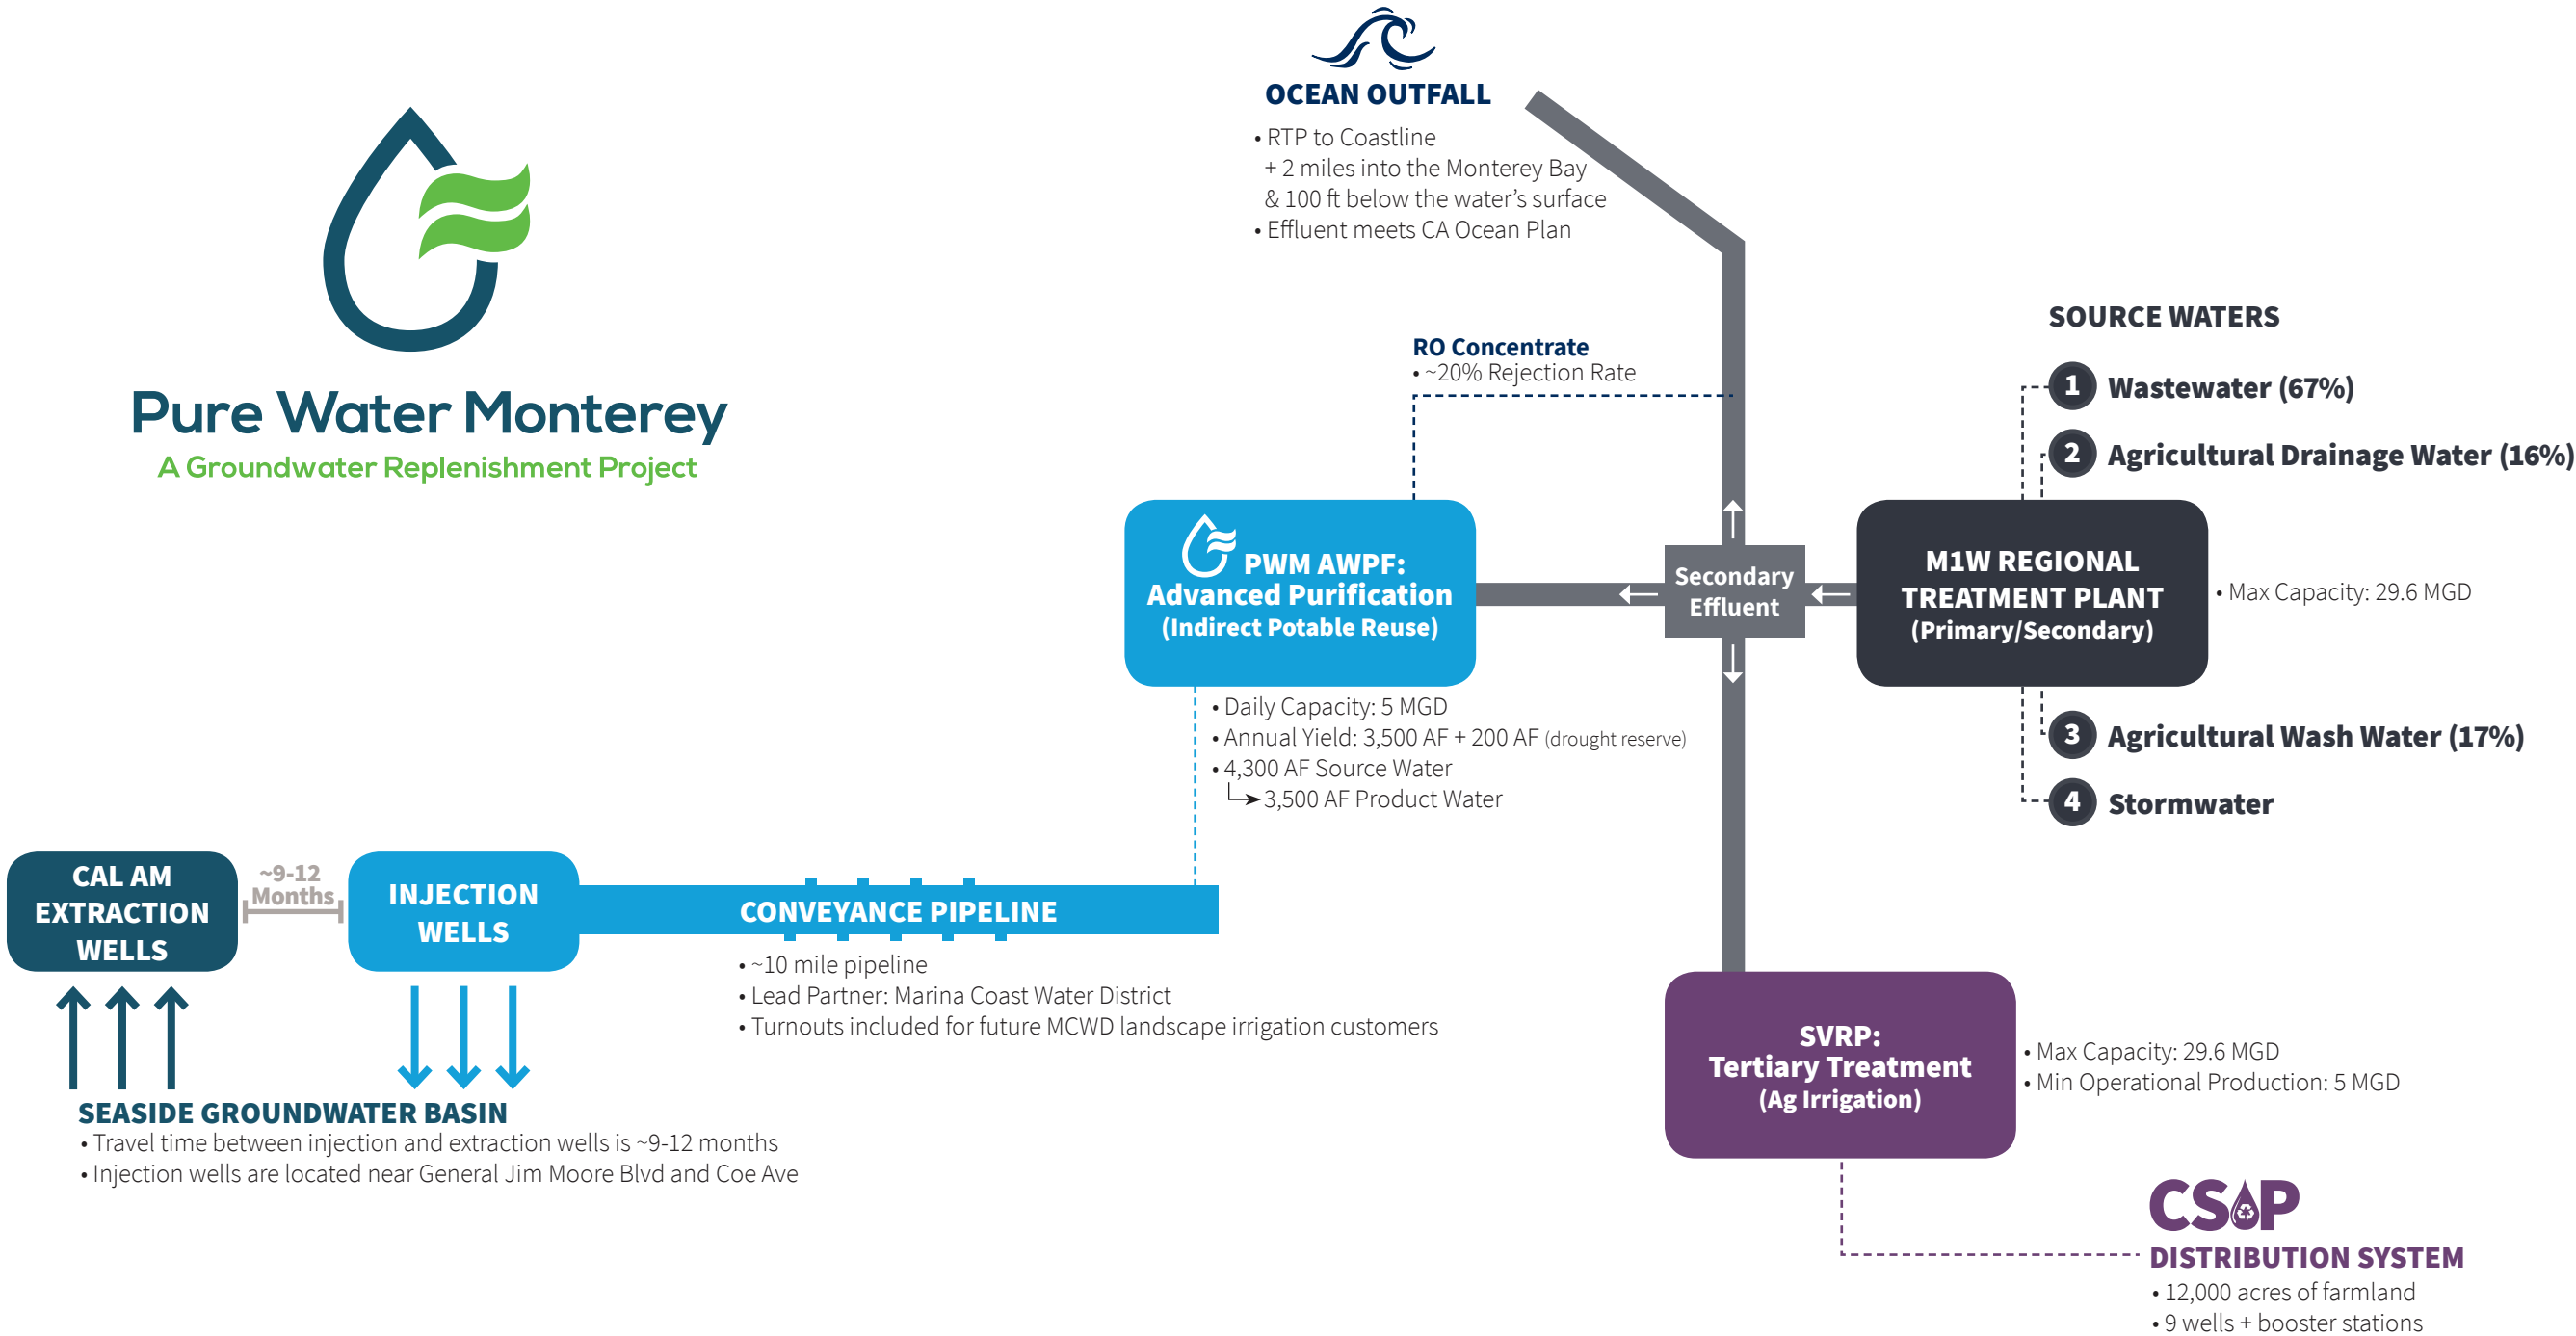 OCEAN OUTFALL
• RTP to Coastline
+ 2 miles into the Monterey Bay
& 100 ft below the water's surface
• Effluent meets CA Ocean Plan
Pure Water Monterey
A Groundwater Replenishment Project
RO Concentrate
• ~20% Rejection Rate
SOURCE WATERS
1 Wastewater (67%)
2 Agricultural Drainage Water (16%)
PWM AWPF:
Advanced Purification
(Indirect Potable Reuse)
Secondary
Effluent
M1W REGIONAL
TREATMENT PLANT
(Primary/Secondary)
• Max Capacity: 29.6 MGD
• Daily Capacity: 5 MGD
• Annual Yield: 3,500 AF + 200 AF (drought reserve)
• 4,300 AF Source Water
3,500 AF Product Water
3 Agricultural Wash Water (17%)
4 Stormwater
CAL AM
EXTRACTION
WELLS
~9-12
Months
INJECTION
WELLS
CONVEYANCE PIPELINE
• ~10 mile pipeline
• Lead Partner: Marina Coast Water District
• Turnouts included for future MCWD landscape irrigation customers
SEASIDE GROUNDWATER BASIN
• Travel time between injection and extraction wells is ~9-12 months
• Injection wells are located near General Jim Moore Blvd and Coe Ave
SVRP:
Tertiary Treatment
(Ag Irrigation)
• Max Capacity: 29.6 MGD
• Min Operational Production: 5 MGD
CSIP
DISTRIBUTION SYSTEM
• 12,000 acres of farmland
• 9 wells + booster stations